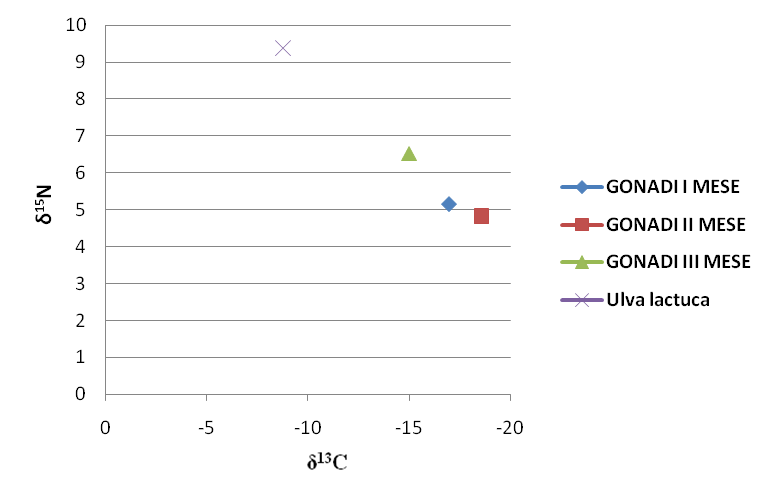 10
9
8
7
6
5
4
3
2
1
0
δ15N
0 -5 -10 -15 -20
δ13C
GONADI I MESE
GONADI II MESE
GONADI III MESE
Ulva lactuca